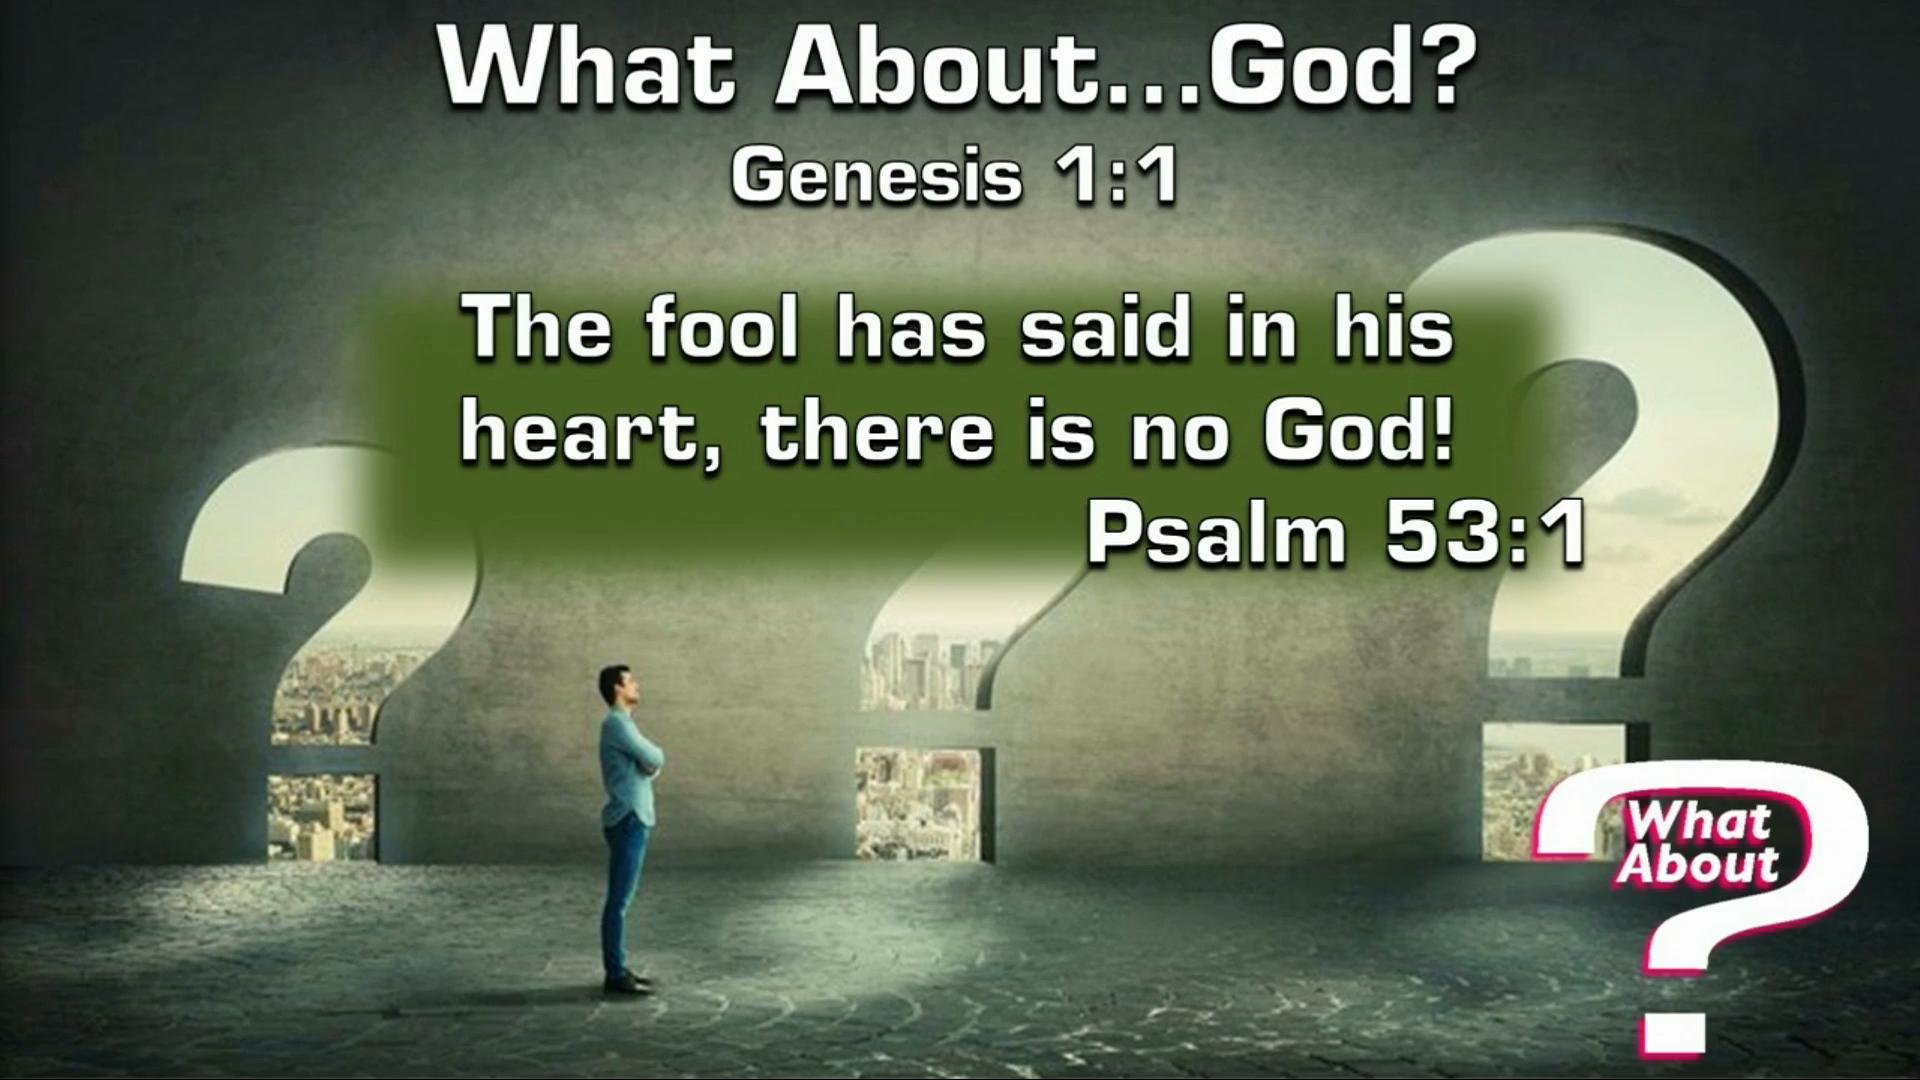 What About...God?
Genesis 1:1
The fool has said in his
heart, there is no God!
Psalm 53:1
What
About